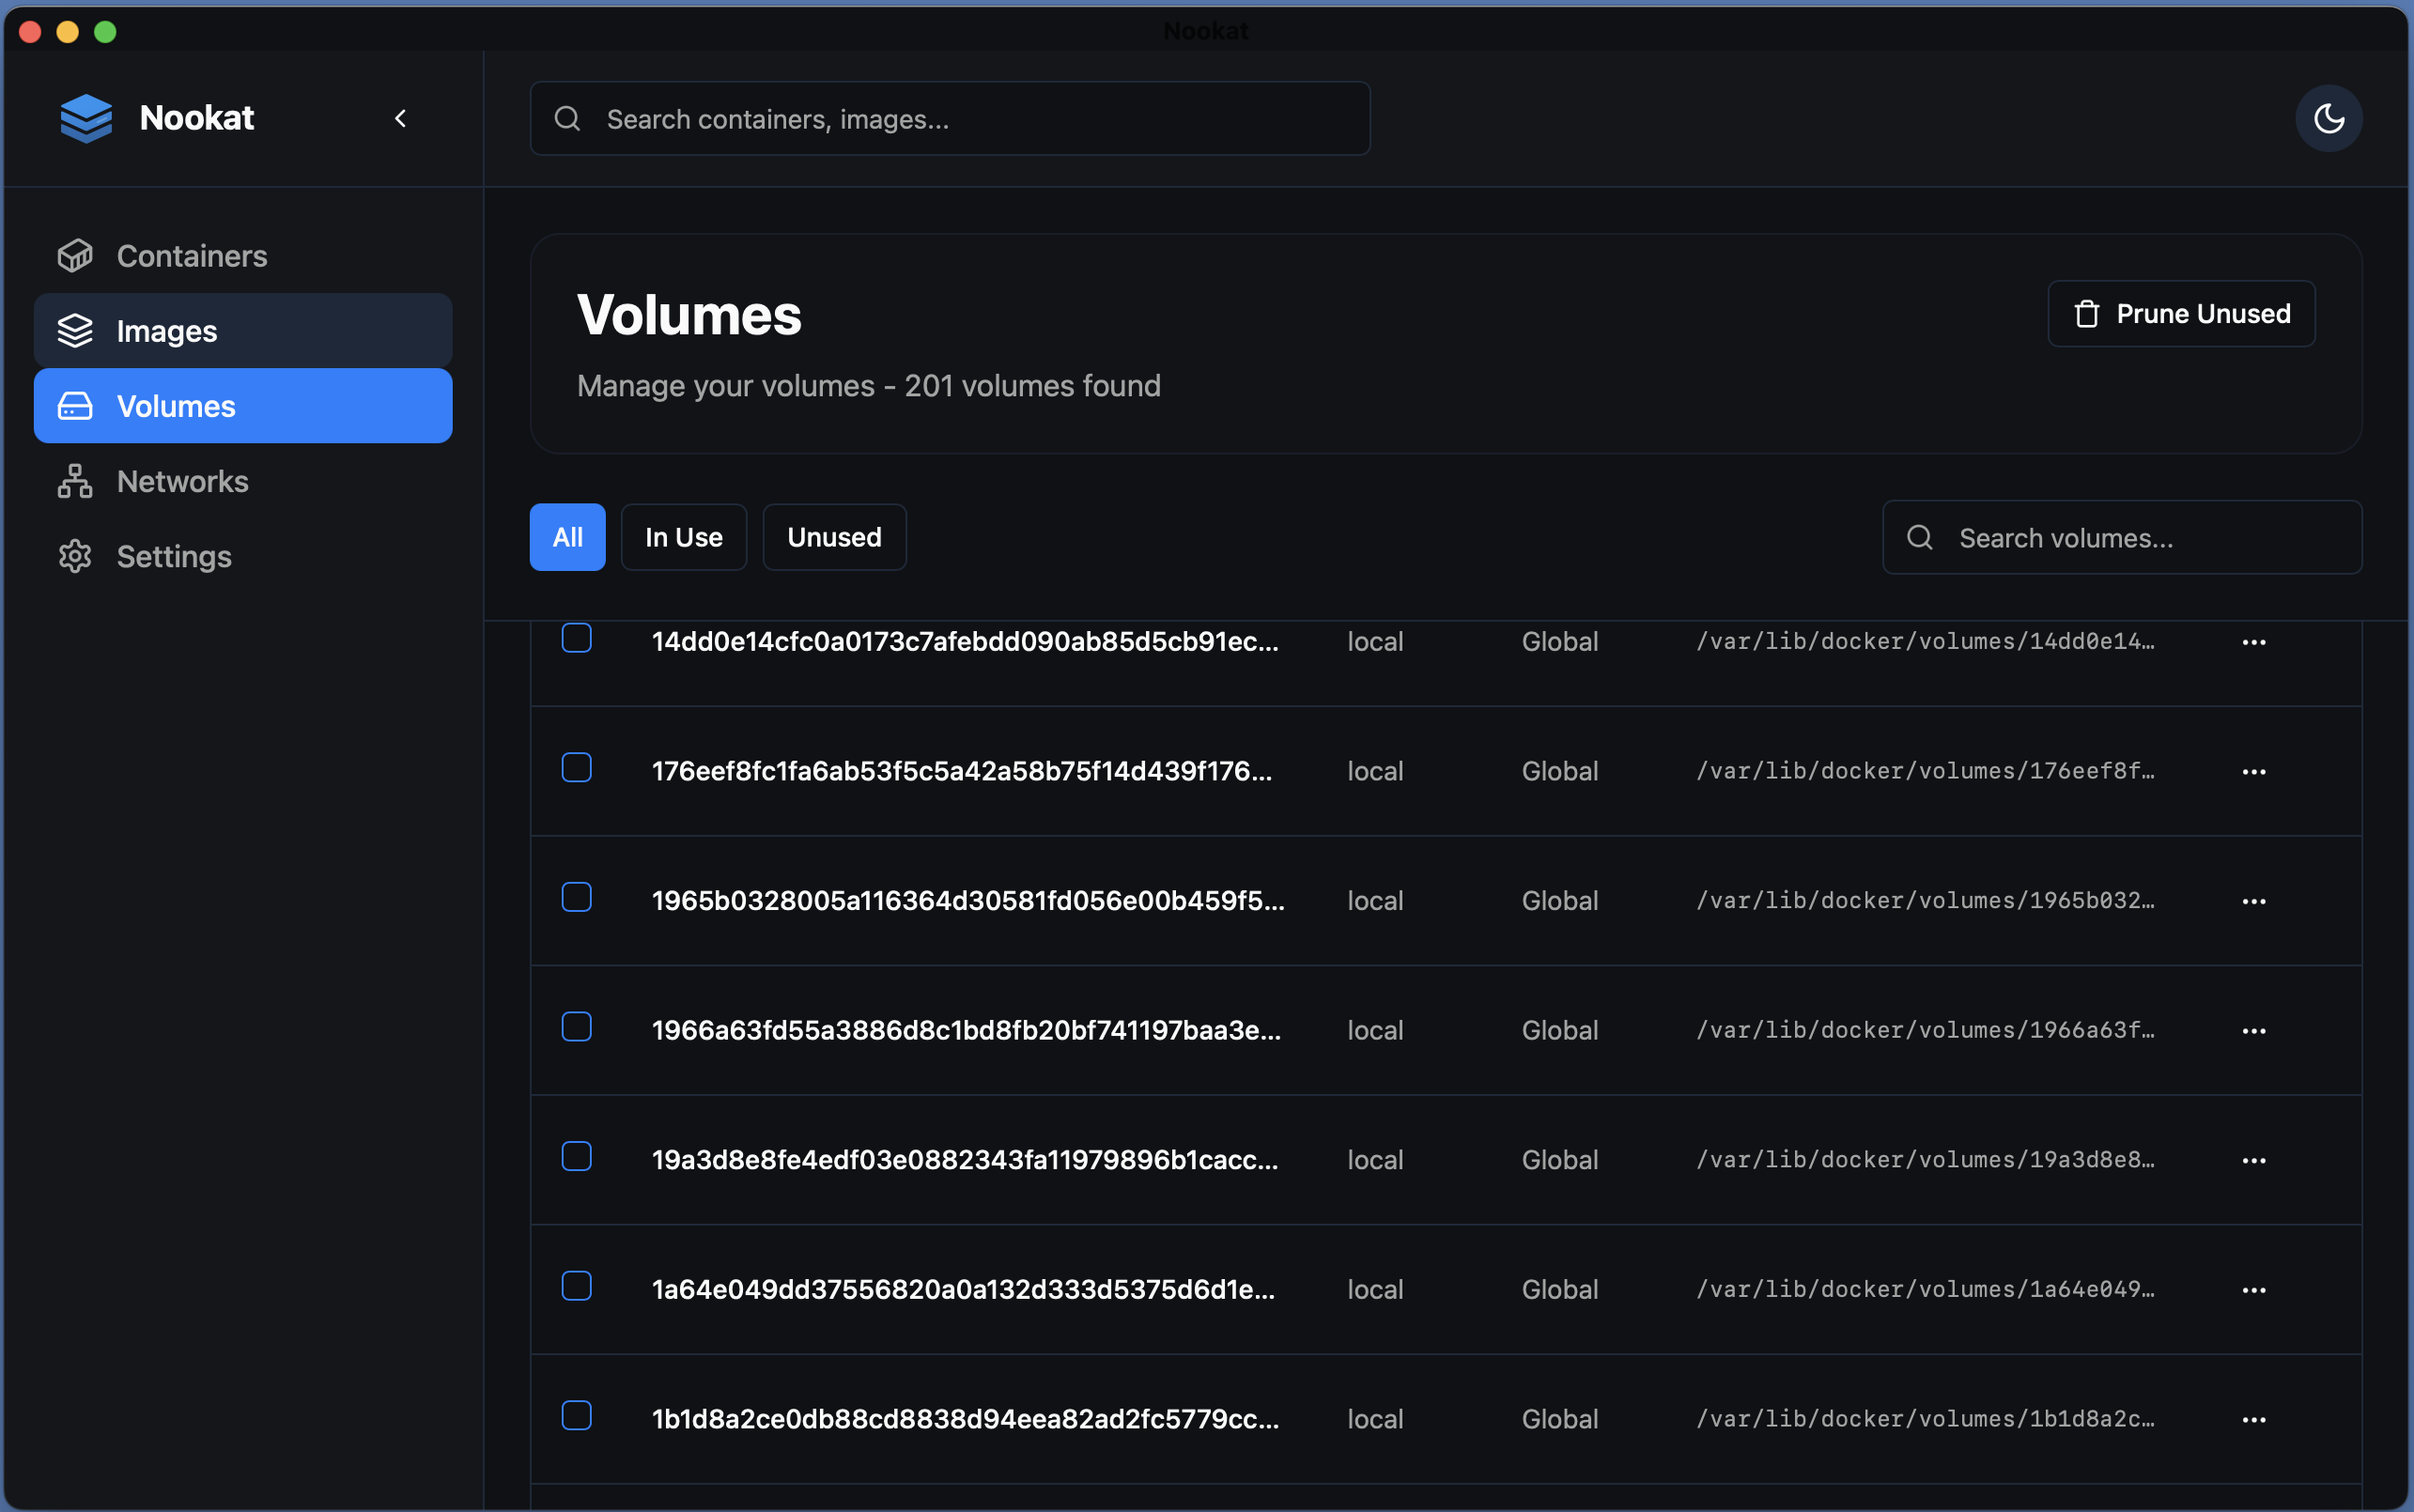 Nookat
Nookat
Search containers, images...
Containers
Images
Volumes
Networks
Settings
Volumes
Prune Unused
Manage your volumes - 201 volumes found
All
In Use
Unused
Search volumes...
14dd0e14cfc0a0173c7afebdd090ab85d5cb91ec... local Global /var/lib/docker/volumes/14dd0e14…
176eef8fc1fa6ab53f5c5a42a58b75f14d439f176... local Global /var/lib/docker/volumes/176eef8f…
1965b0328005a116364d30581fd056e00b459f5... local Global /var/lib/docker/volumes/1965b032…
1966a63fd55a3886d8c1bd8fb20bf741197baa3e... local Global /var/lib/docker/volumes/1966a63f…
19a3d8e8fe4edf03e0882343fa11979896b1cacc... local Global /var/lib/docker/volumes/19a3d8e8…
1a64e049dd37556820a0a132d333d5375d6d1e... local Global /var/lib/docker/volumes/1a64e049…
1b1d8a2ce0db88cd8838d94eea82ad2fc5779cc... local Global /var/lib/docker/volumes/1b1d8a2c…